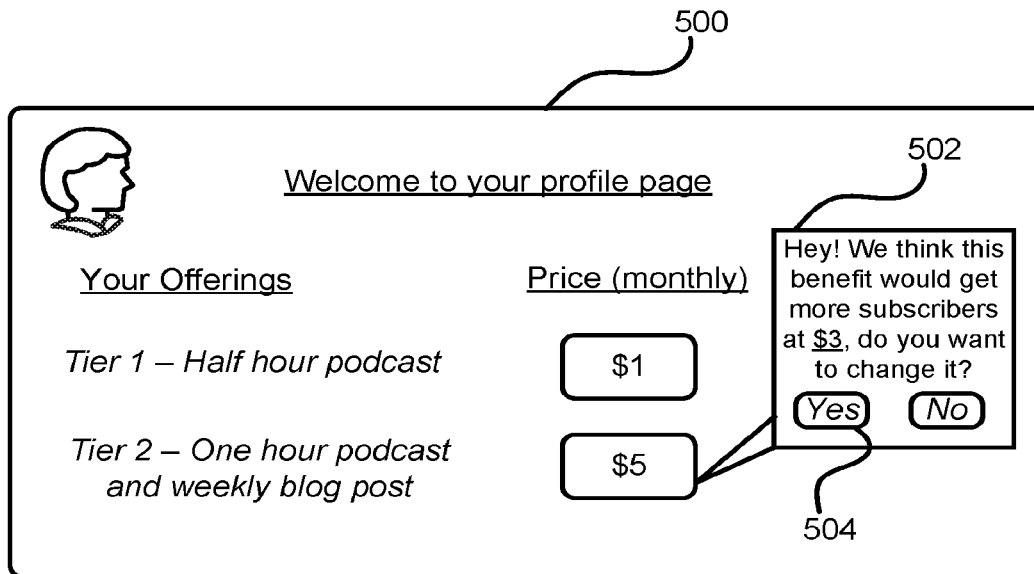 500
502
Welcome to your profile page
Your Offerings
Price (monthly)
Hey! We think this
benefit would get
more subscribers
at $3, do you want
to change it?
Yes No
Tier 1 – Half hour podcast
$1
Tier 2 – One hour podcast
and weekly blog post
$5
504